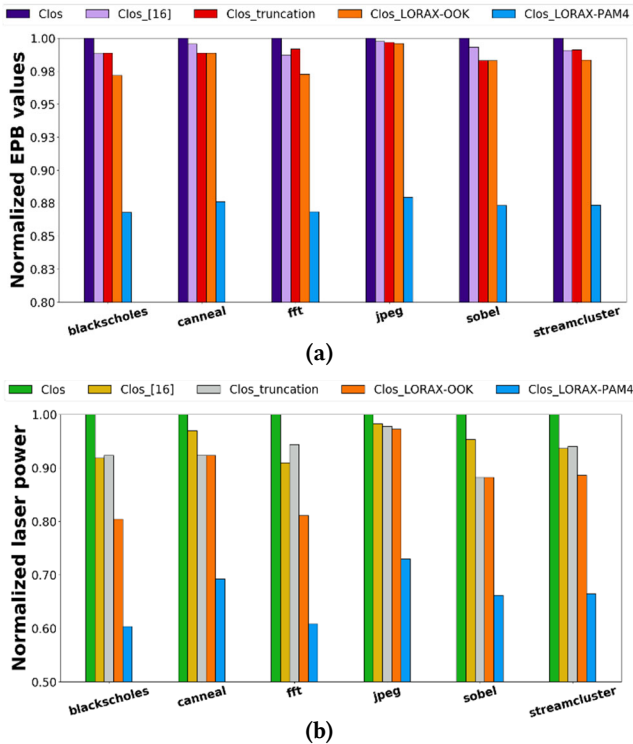 Clos Clos_[16] Clos_truncation Clos_LORAX-OOK Clos_LORAX-PAM4
Normalized EPB values
1.00
0.98
0.95
0.93
0.90
0.88
0.85
0.83
0.80
blackscholes canneal fft jpeg sobel streamcluster
(a)
Clos Clos_[16] Clos_truncation Clos_LORAX-OOK Clos_LORAX-PAM4
Normalized laser power
1.00
0.90
0.80
0.70
0.60
0.50
blackscholes canneal fft jpeg sobel streamcluster
(b)